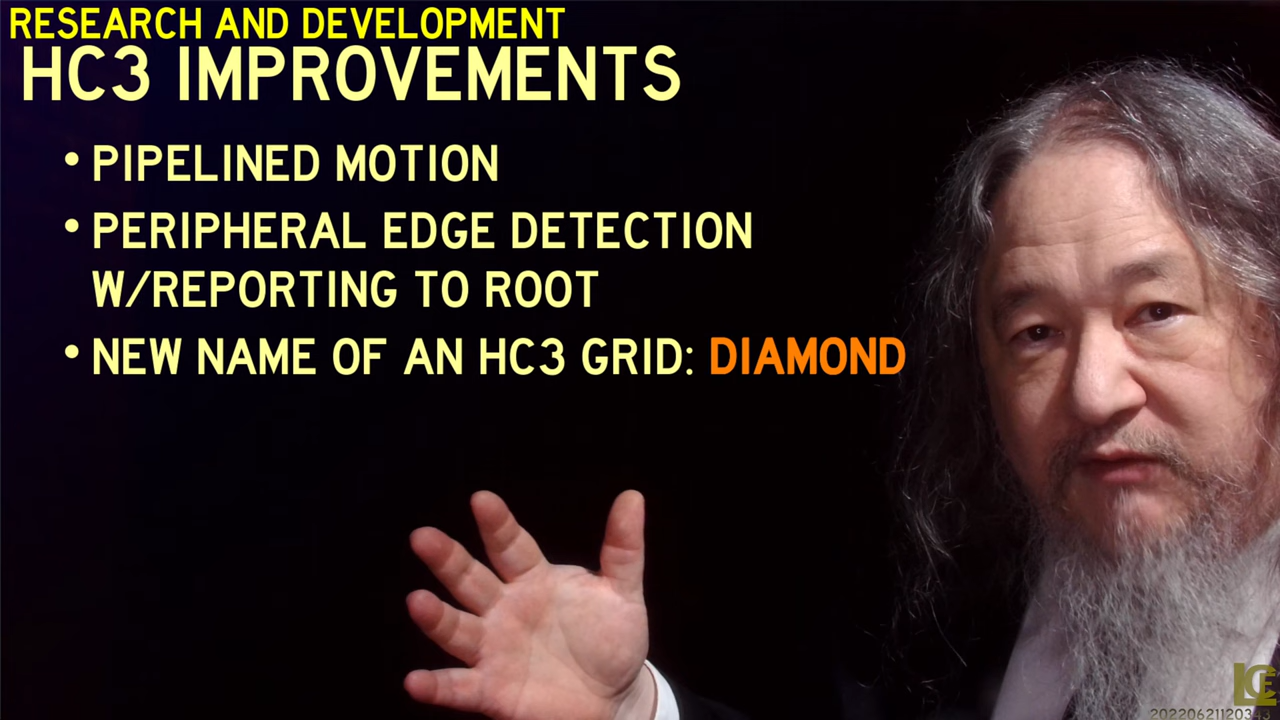 RESEARCH AND DEVELOPMENT
HC3 IMPROVEMENTS
• PIPELINED MOTION
• PERIPHERAL EDGE DETECTION
W/REPORTING TO ROOT
• NEW NAME OF AN HC3 GRID: DIAMOND